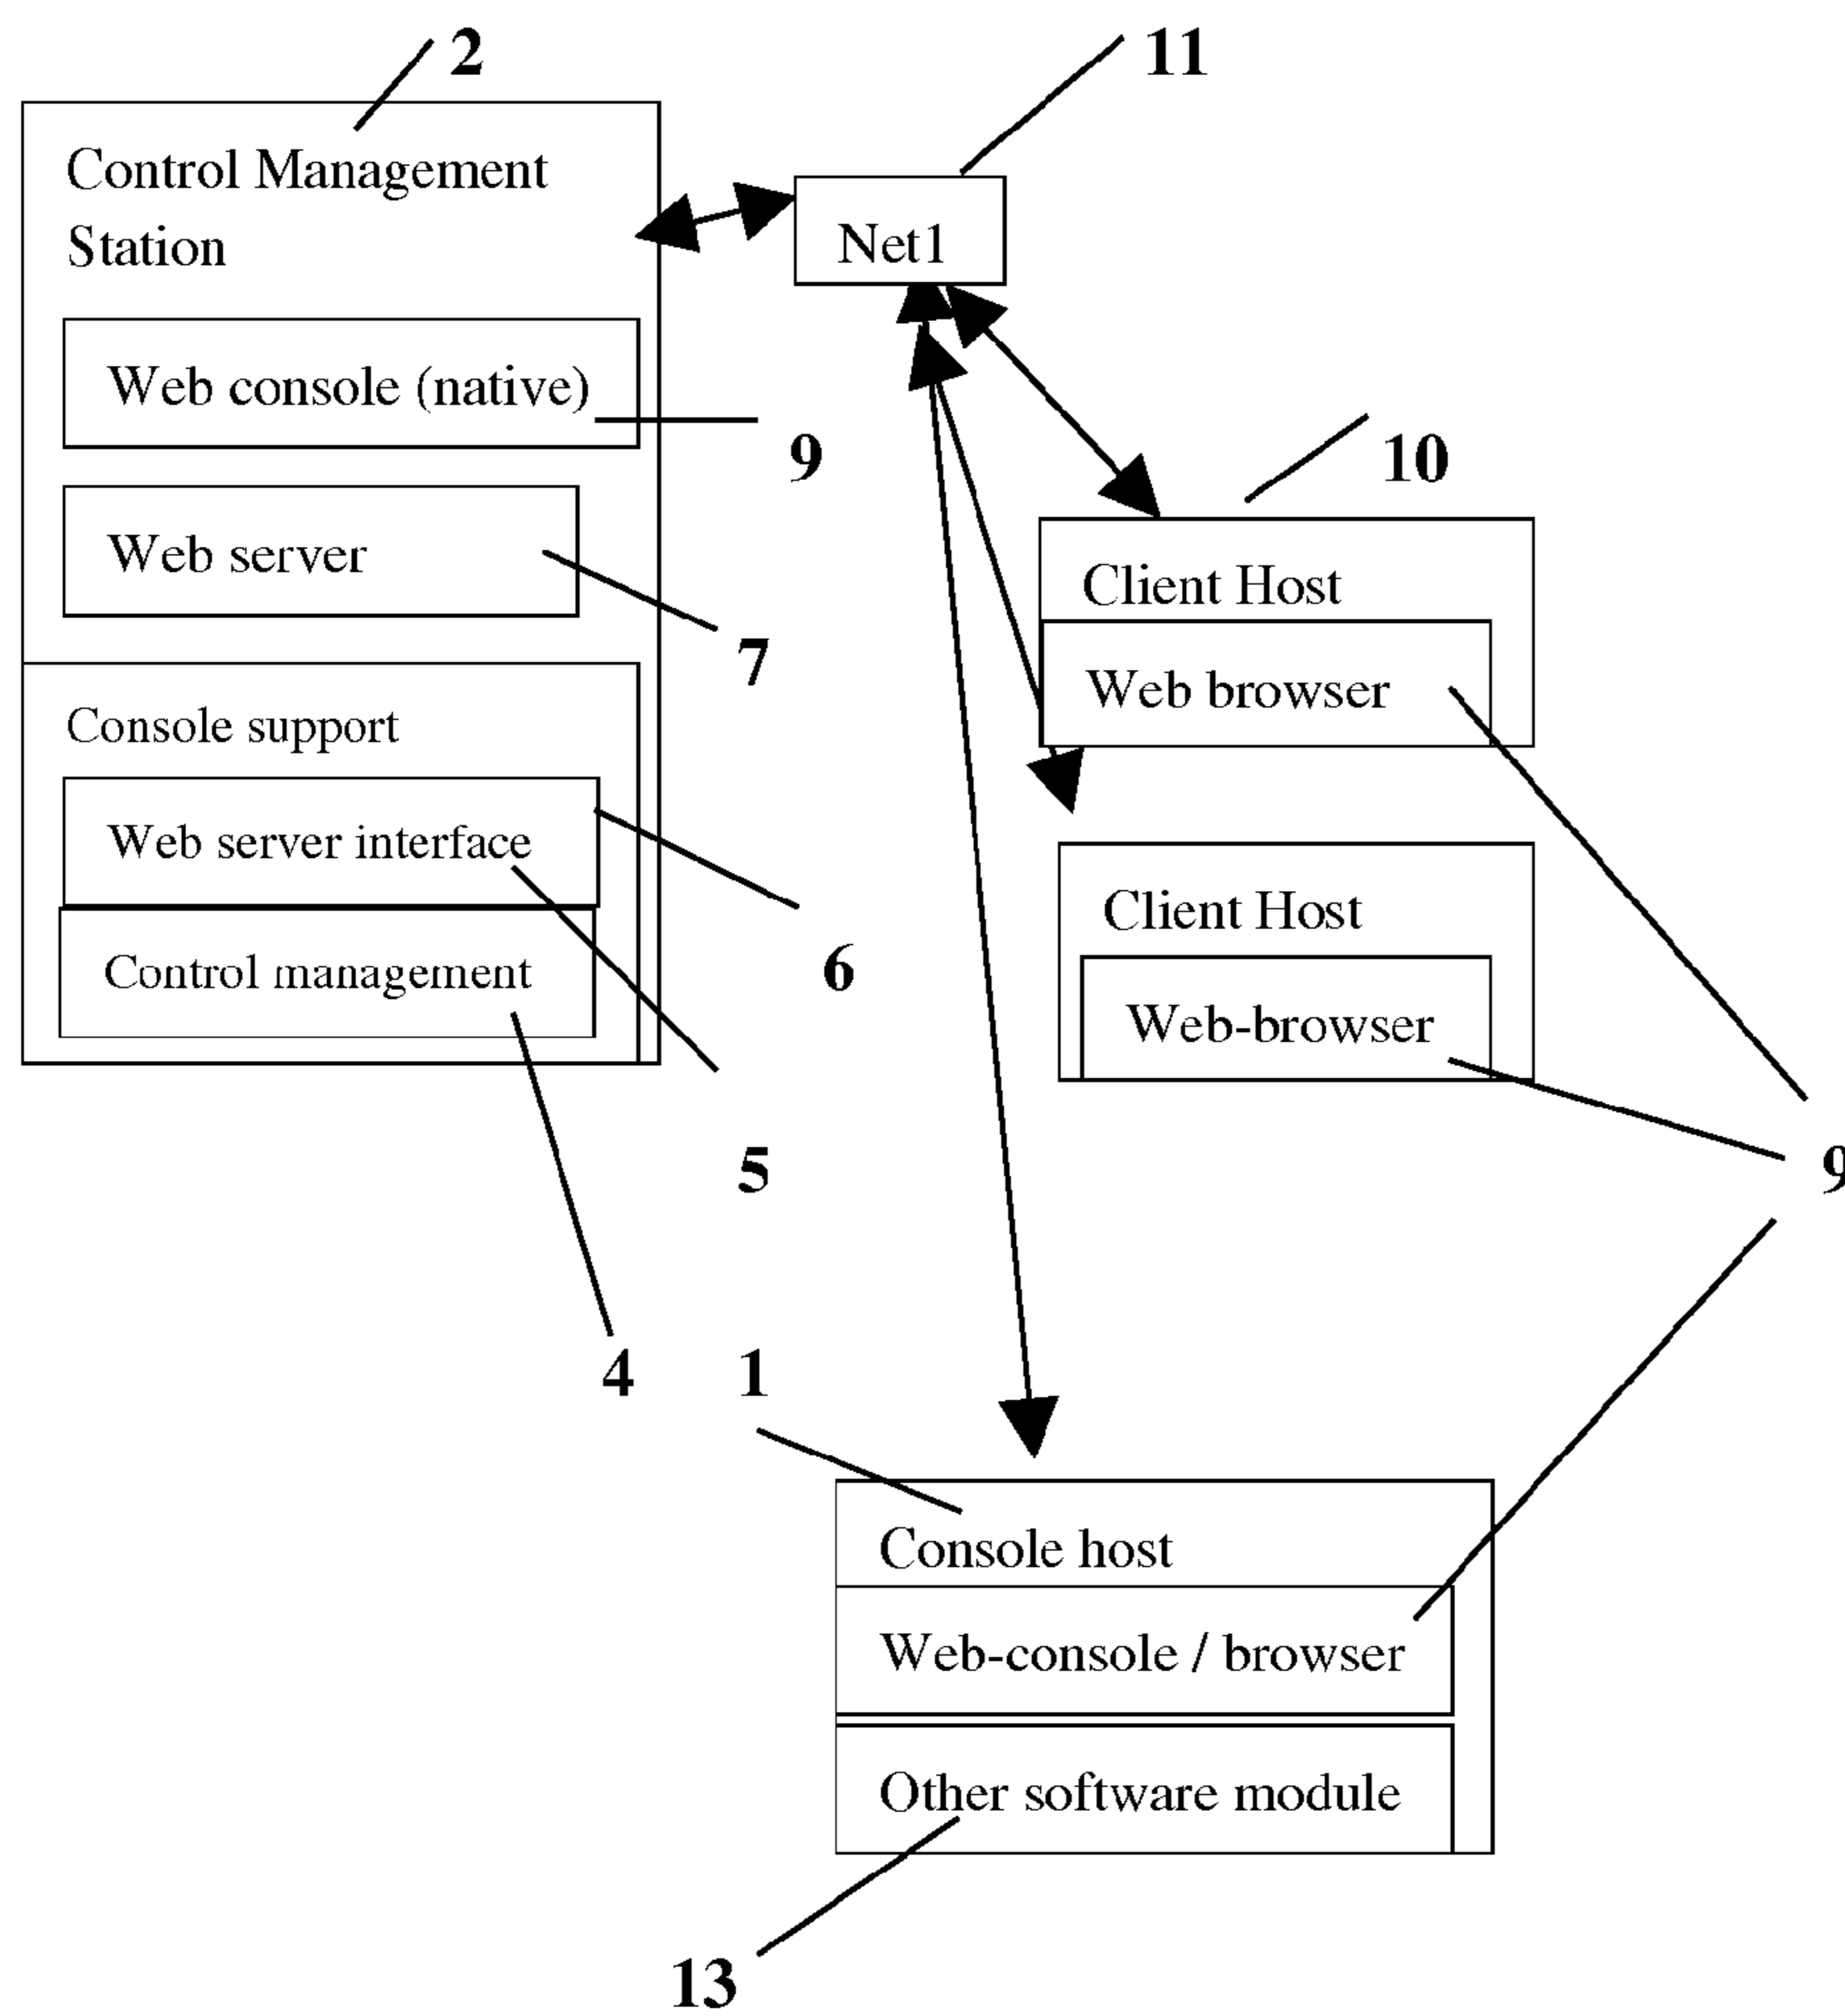 2
11
Control Management
Station
Net1
Web console (native)
9
10
Web server
Client Host
7
Web browser
Console support
Web server interface
Client Host
6
Control management
Web-browser
5
9
4
1
Console host
Web-console / browser
Other software module
13